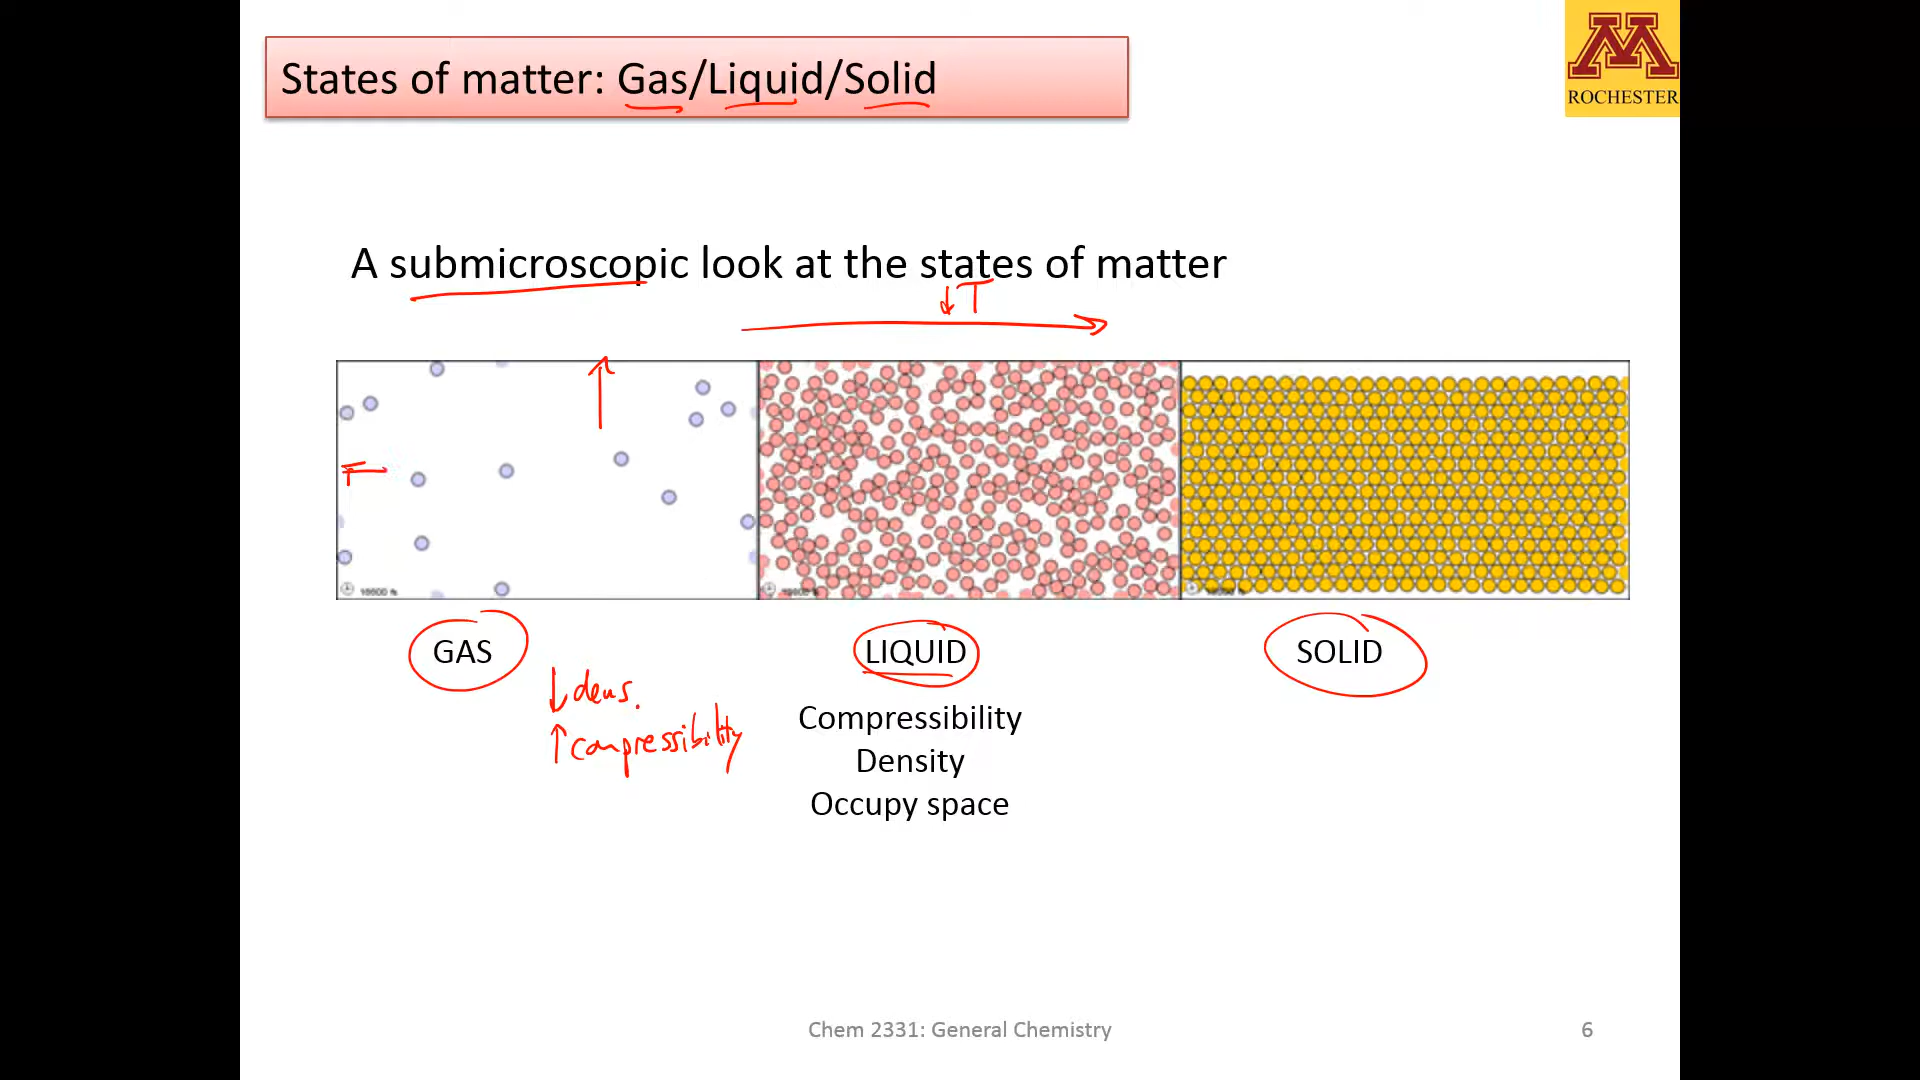 States of matter: Gas/Liquid/Solid
ROCHESTER
A submicroscopic look at the states of matter
↓T
GAS
LIQUID
SOLID
↓dens.
↑compressibility
Compressibility
Density
Occupy space
Chem 2331: General Chemistry
6